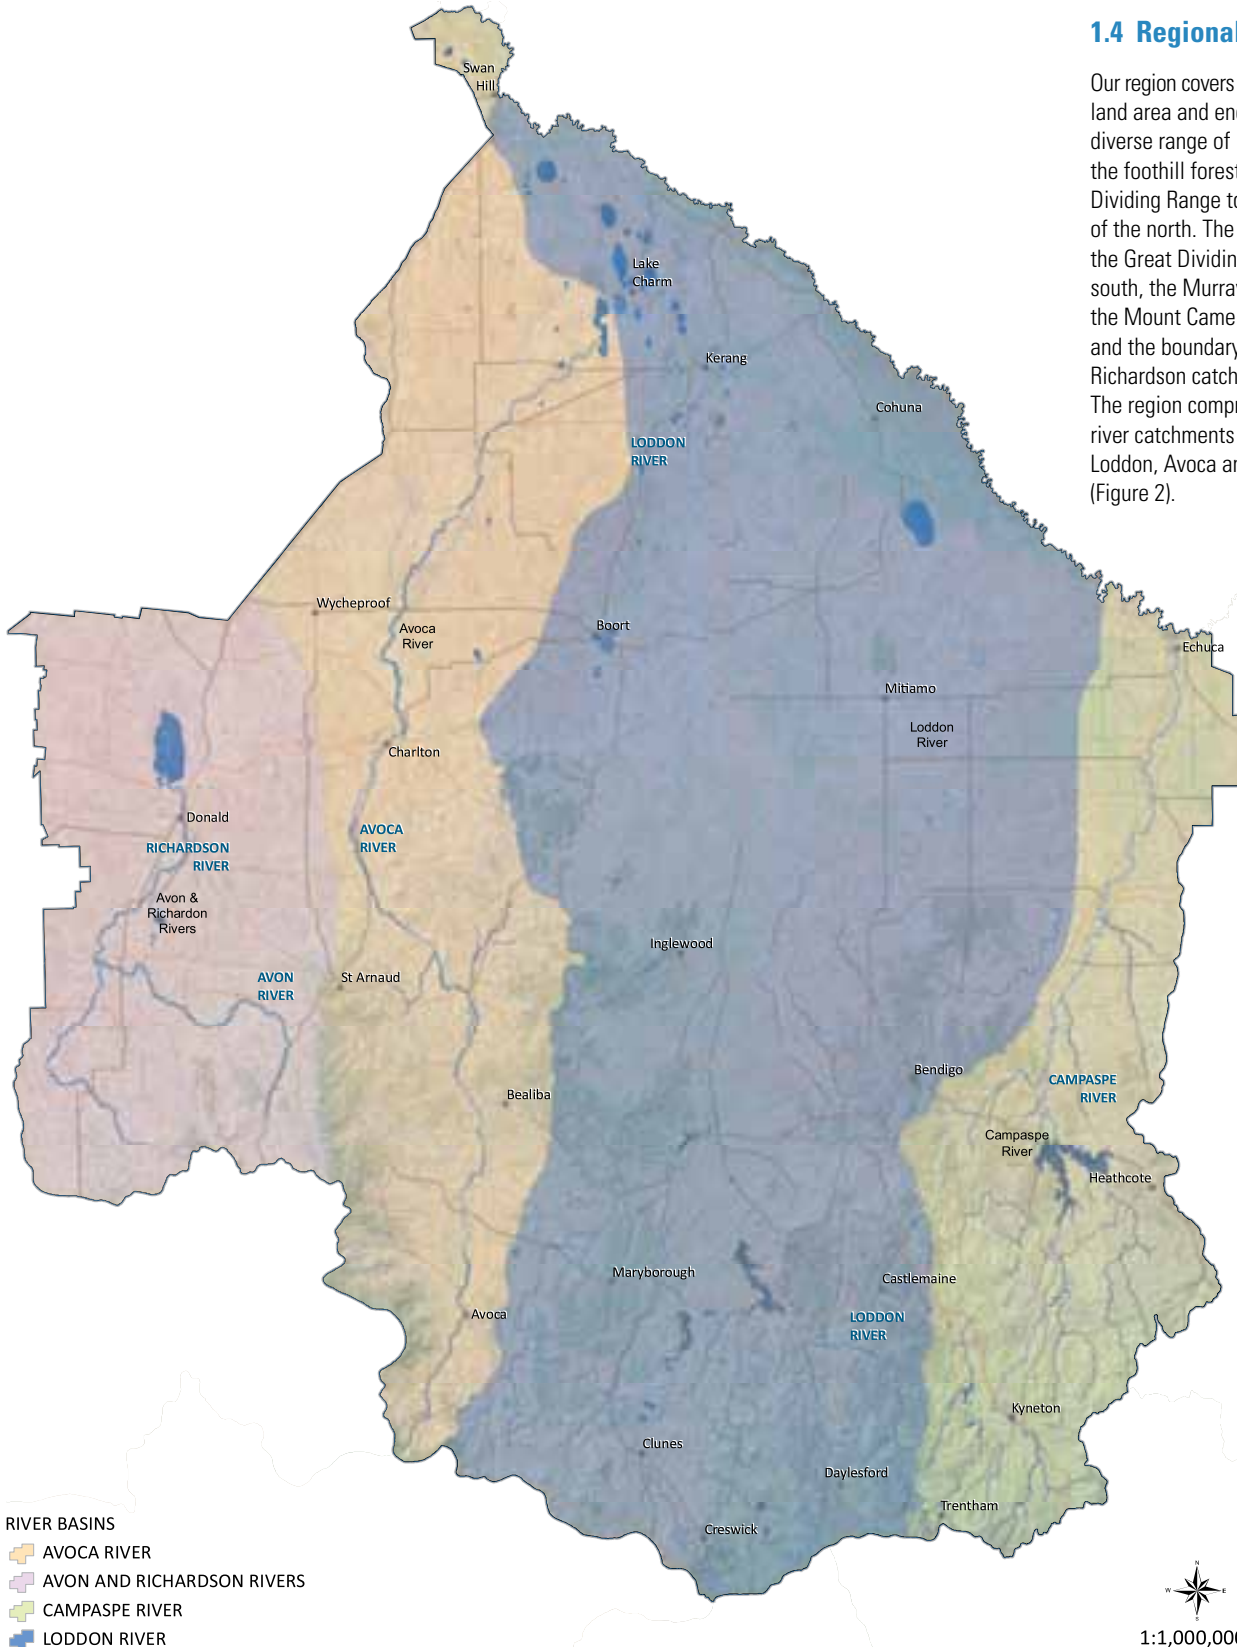 1.4 Regional
Our region covers
land area and en
diverse range of
the foothill forest
Dividing Range to
of the north. The
the Great Dividin
south, the Murray
the Mount Came
and the boundary
Richardson catch
The region compr
river catchments
Loddon, Avoca an
(Figure 2).
Swan
Hill
Lake
Charm
Kerang
Cohuna
LODDON
RIVER
Wycheproof
Avoca
River
Boort
Echuca
Mitiamo
Loddon
River
Charlton
Donald
RICHARDSON
RIVER
AVOCA
RIVER
Avon &
Richardon
Rivers
Inglewood
AVON
RIVER
St Arnaud
Bendigo
CAMPASPE
RIVER
Bealiba
Campaspe
River
Heathcote
Maryborough
Castlemaine
Avoca
LODDON
RIVER
Kyneton
Clunes
Daylesford
Trentham
Creswick
RIVER BASINS
AVOCA RIVER
AVON AND RICHARDSON RIVERS
CAMPASPE RIVER
LODDON RIVER
N
W
E
S
1:1,000,000